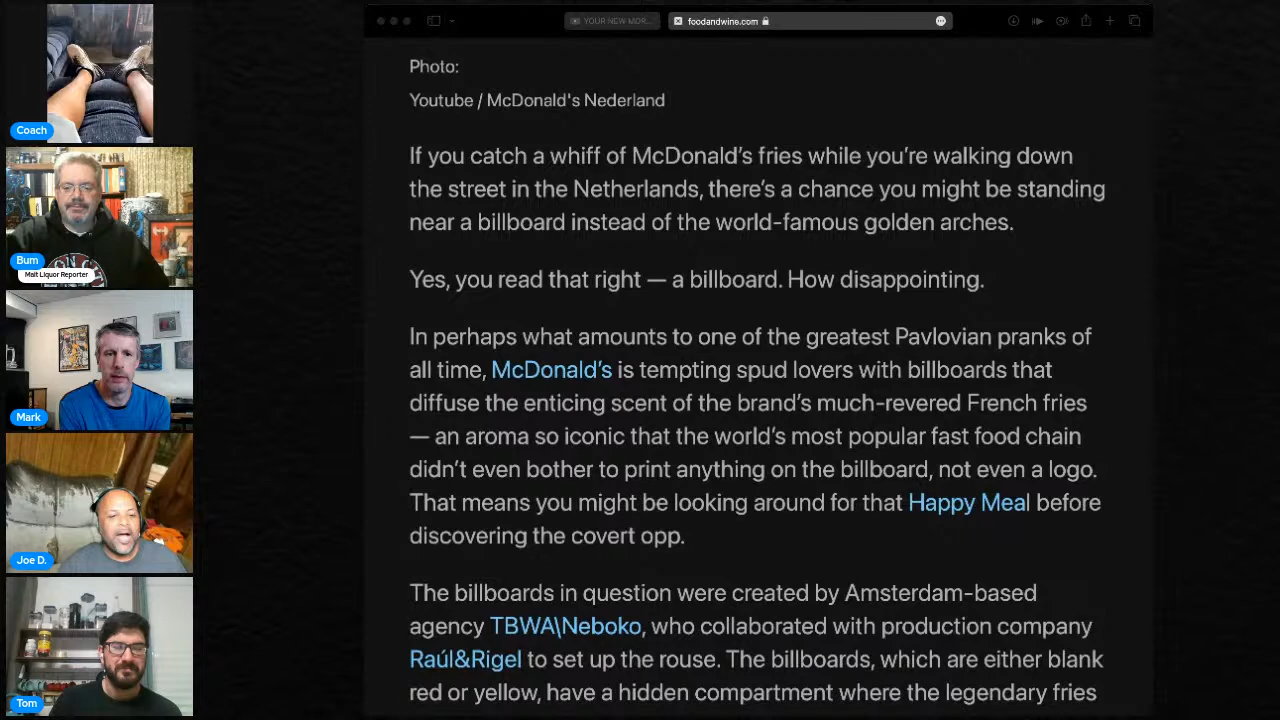 YOUR NEW MOR...
foodandwine.com
Photo:
Youtube / McDonald's Nederland
If you catch a whiff of McDonald’s fries while you’re walking down
the street in the Netherlands, there’s a chance you might be standing
near a billboard instead of the world-famous golden arches.
Yes, you read that right — a billboard. How disappointing.
In perhaps what amounts to one of the greatest Pavlovian pranks of
all time, McDonald’s is tempting spud lovers with billboards that
diffuse the enticing scent of the brand’s much-revered French fries
— an aroma so iconic that the world’s most popular fast food chain
didn’t even bother to print anything on the billboard, not even a logo.
That means you might be looking around for that Happy Meal before
discovering the covert opp.
The billboards in question were created by Amsterdam-based
agency TBWA\Neboko, who collaborated with production company
Raúl&Rigel to set up the rouse. The billboards, which are either blank
red or yellow, have a hidden compartment where the legendary fries
Coach
Bum
Malt Liquor Reporter
Mark
Joe D.
Tom